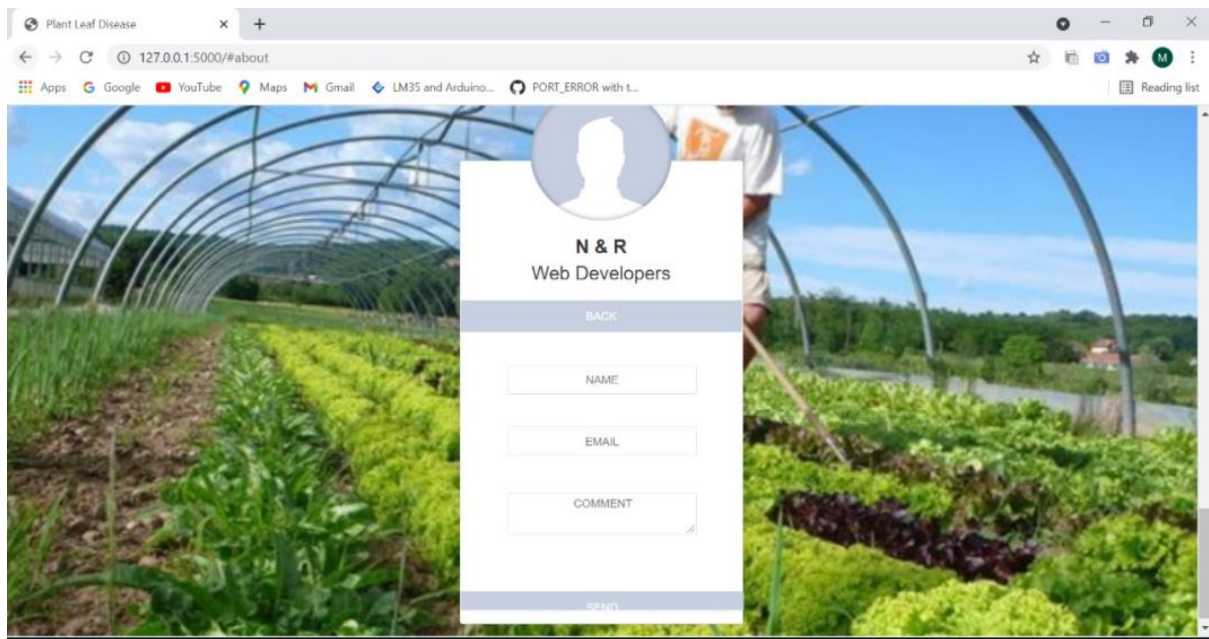 Plant Leaf Disease
127.0.0.1:5000/#about
M
Apps Google YouTube Maps Gmail LM35 and Arduino... PORT_ERROR with t... Reading list
N & R
Web Developers
BACK
NAME
EMAIL
COMMENT
SEND